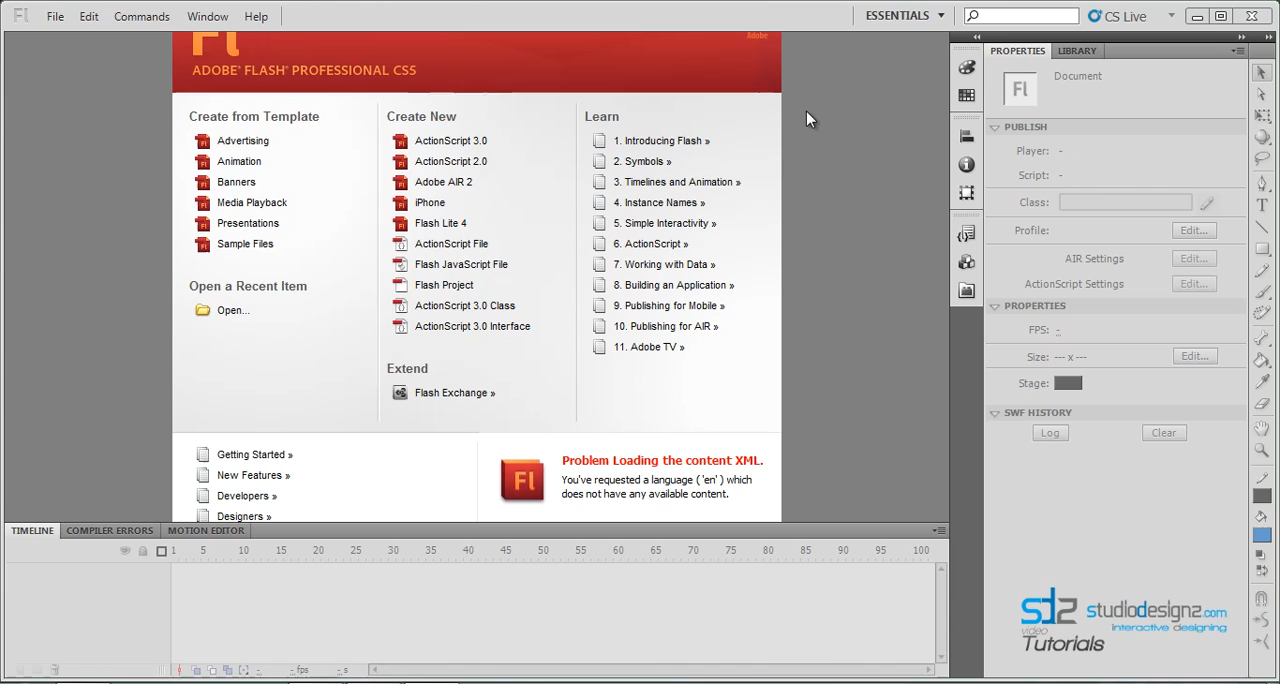 Fl File Edit Commands Window Help ESSENTIALS CS Live
Fl Adobe
ADOBE® FLASH® PROFESSIONAL CS5
Create from Template
Advertising
Animation
Banners
Media Playback
Presentations
Sample Files
Open a Recent Item
Open...
Create New
ActionScript 3.0
ActionScript 2.0
Adobe AIR 2
iPhone
Flash Lite 4
ActionScript File
Flash JavaScript File
Flash Project
ActionScript 3.0 Class
ActionScript 3.0 Interface
Extend
Flash Exchange »
Learn
1. Introducing Flash »
2. Symbols »
3. Timelines and Animation »
4. Instance Names »
5. Simple Interactivity »
6. ActionScript »
7. Working with Data »
8. Building an Application »
9. Publishing for Mobile »
10. Publishing for AIR »
11. Adobe TV »
Getting Started »
New Features »
Developers »
Designers »
Fl
Problem Loading the content XML.
You've requested a language ( 'en' ) which
does not have any available content.
PROPERTIES LIBRARY
Fl Document
PUBLISH
Player: -
Script: -
Class:
Profile: Edit...
AIR Settings Edit...
ActionScript Settings Edit...
PROPERTIES
FPS: -
Size: --- x --- Edit...
Stage:
SWF HISTORY
Log Clear
T
TIMELINE COMPILER ERRORS MOTION EDITOR
1 5 10 15 20 25 30 35 40 45 50 55 60 65 70 75 80 85 90 95 100
- -fps -s
sdz studiodesignz.com
interactive designing
video
Tutorials